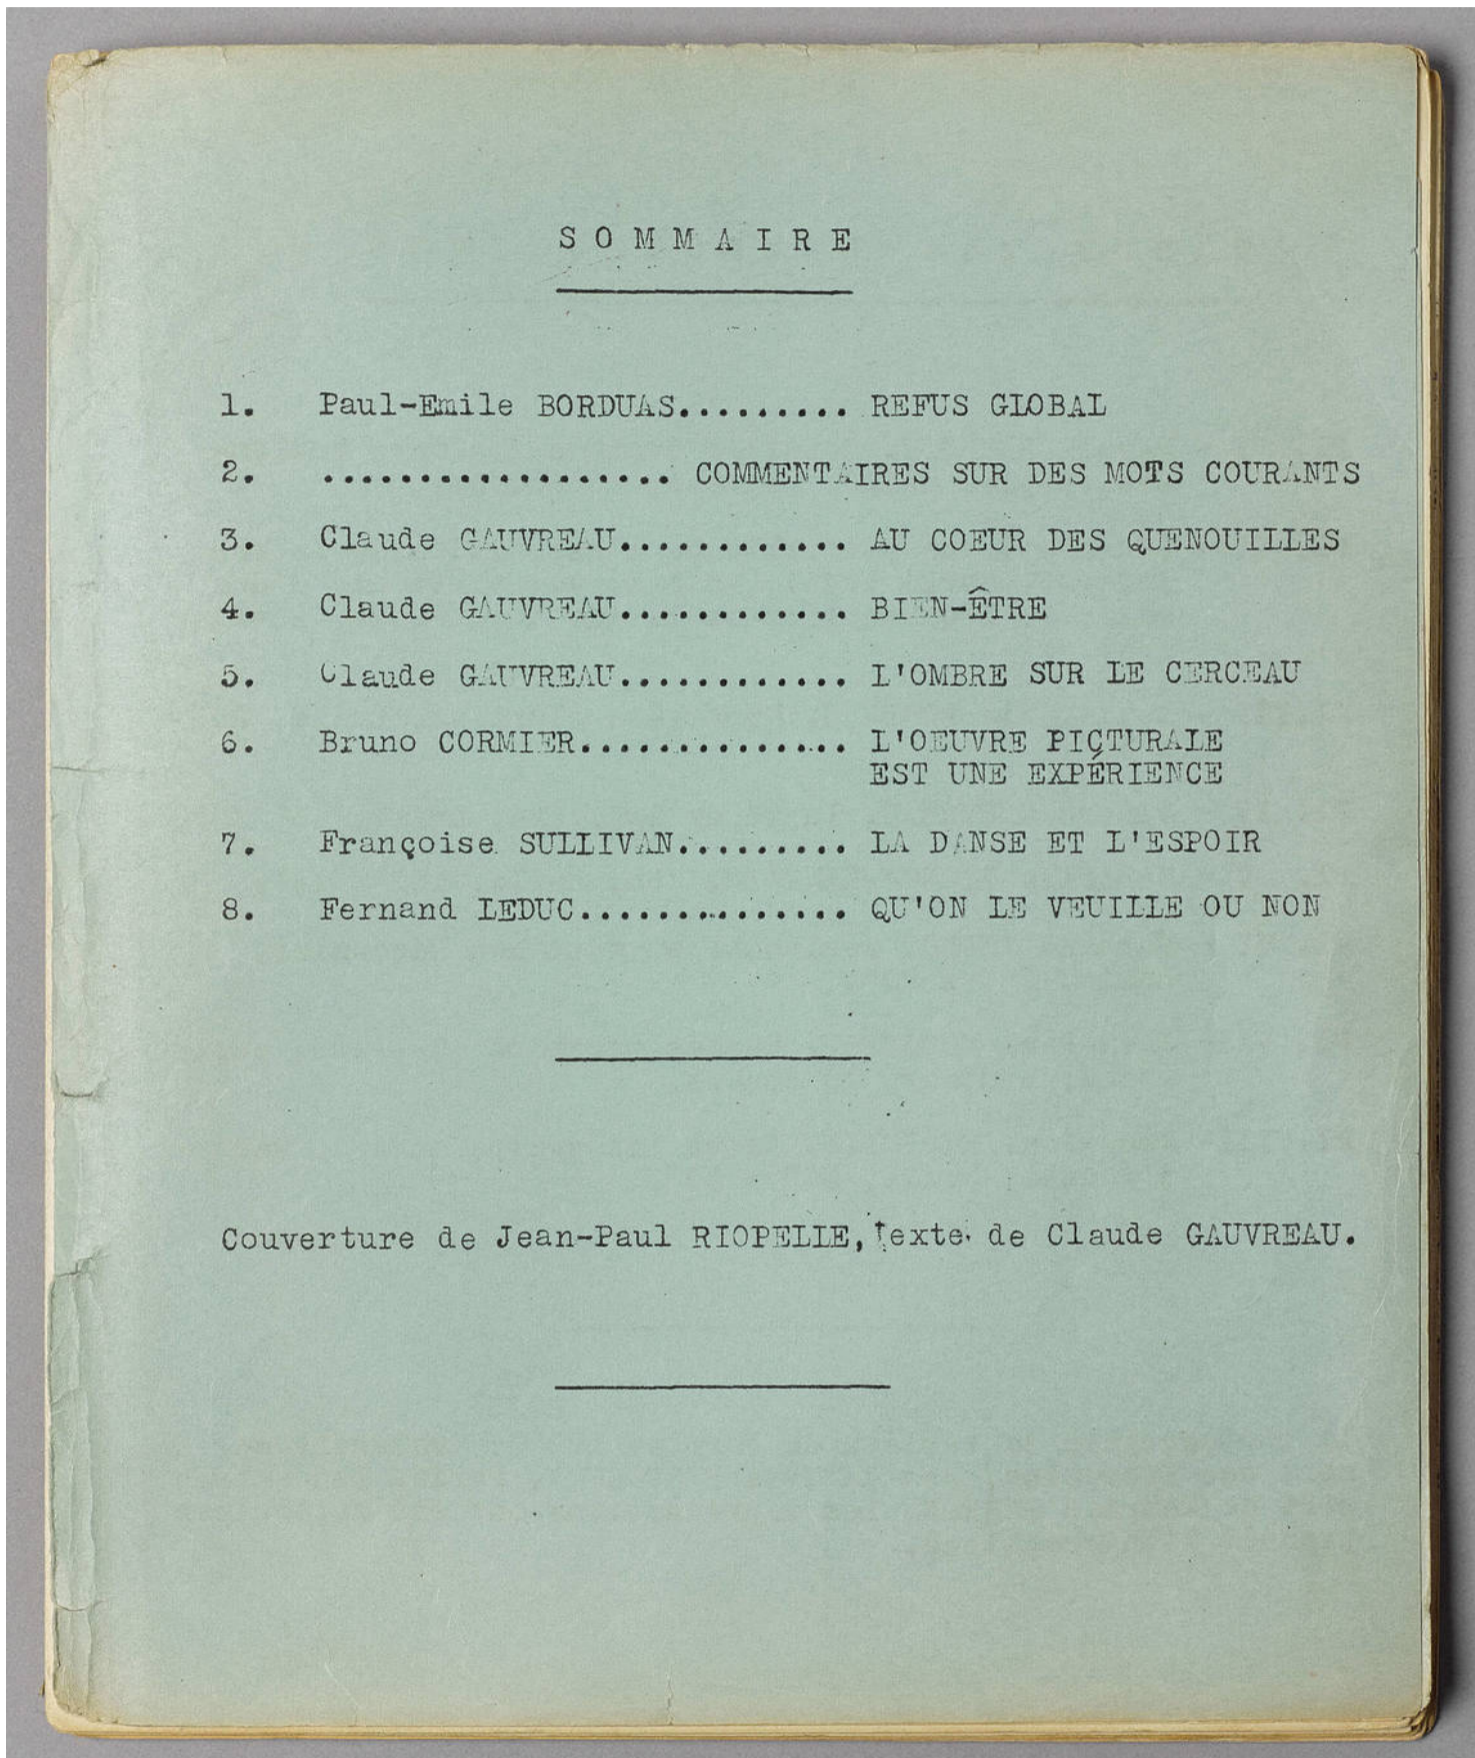 S O M M A I R E
1. Paul-Emile BORDUAS......... REFUS GLOBAL
2. .................. COMMENTAIRES SUR DES MOTS COURANTS
3. Claude GAUVREAU............ AU COEUR DES QUENOUILLES
4. Claude GAUVREAU............ BIEN-ÊTRE
5. Claude GAUVREAU............ L'OMBRE SUR LE CERCEAU
6. Bruno CORMIER.............. L'OEUVRE PICTURALE
EST UNE EXPÉRIENCE
7. Françoise SULLIVAN......... LA DANSE ET L'ESPOIR
8. Fernand LEDUC.............. QU'ON LE VEUILLE OU NON
Couverture de Jean-Paul RIOPELLE, texte de Claude GAUVREAU.